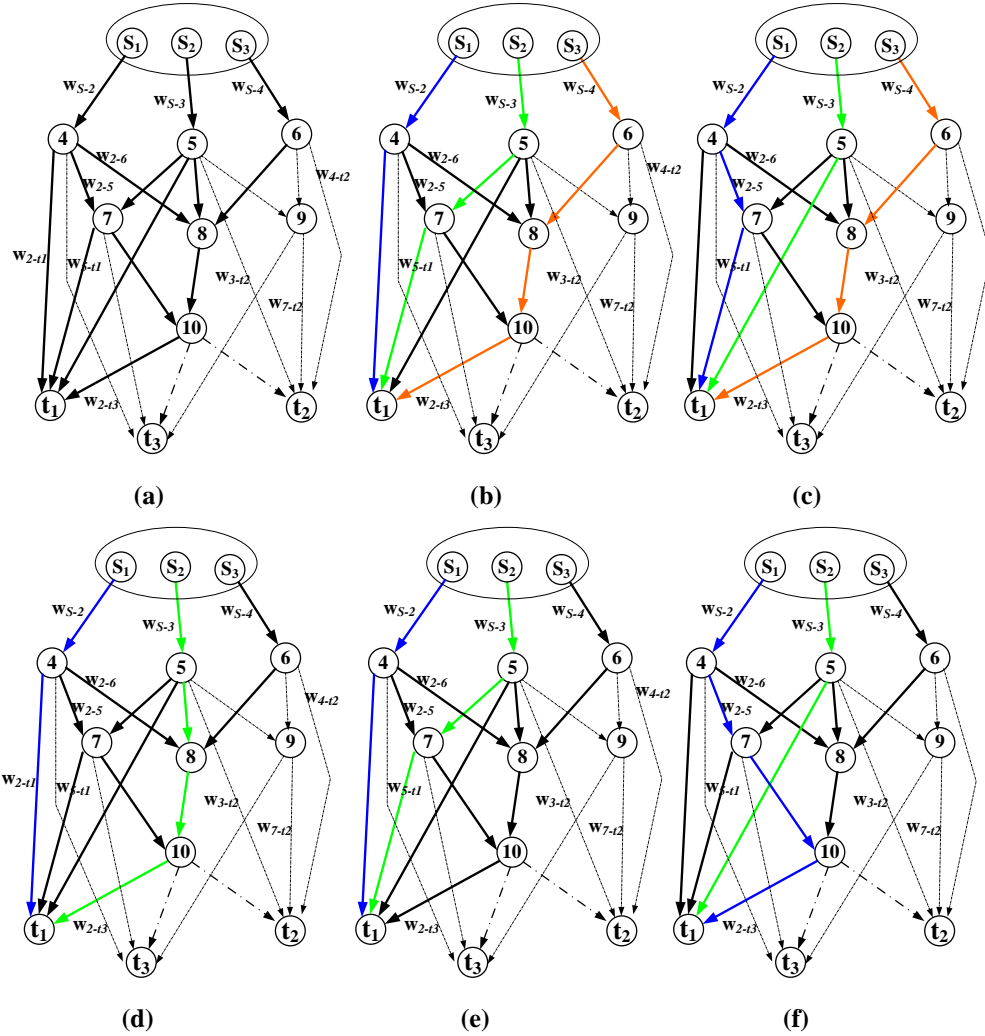 S1 S2 S3
wS-2 wS-3 wS-4
4 5 6
w2-6 w4-t2
w2-5
7 8 9
w2-t1 w5-t1 w3-t2
w7-t2
10
t1 w2-t3 t2
t3
(a)
S1 S2 S3
wS-2 wS-3 wS-4
4 5 6
w2-6 w4-t2
w2-5
7 8 9
w5-t1 w3-t2
w7-t2
10
t1 w2-t3 t2
t3
(b)
S1 S2 S3
wS-2 wS-3 wS-4
4 5 6
w2-6
w2-5
7 8 9
w5-t1 w3-t2
w7-t2
10
t1 w2-t3 t2
t3
(c)
S1 S2 S3
wS-2 wS-3 wS-4
4 5 6
w2-6 w4-t2
w2-5
7 8 9
w2-t1 w5-t1 w3-t2
w7-t2
10
t1 w2-t3 t2
t3
(d)
S1 S2 S3
wS-2 wS-3 wS-4
4 5 6
w2-6 w4-t2
w2-5
7 8 9
w5-t1 w3-t2
w7-t2
10
t1 w2-t3 t2
t3
(e)
S1 S2 S3
wS-2 wS-3 wS-4
4 5 6
w2-6
w2-5
7 8 9
w5-t1 w3-t2
w7-t2
10
t1 w2-t3 t2
t3
(f)